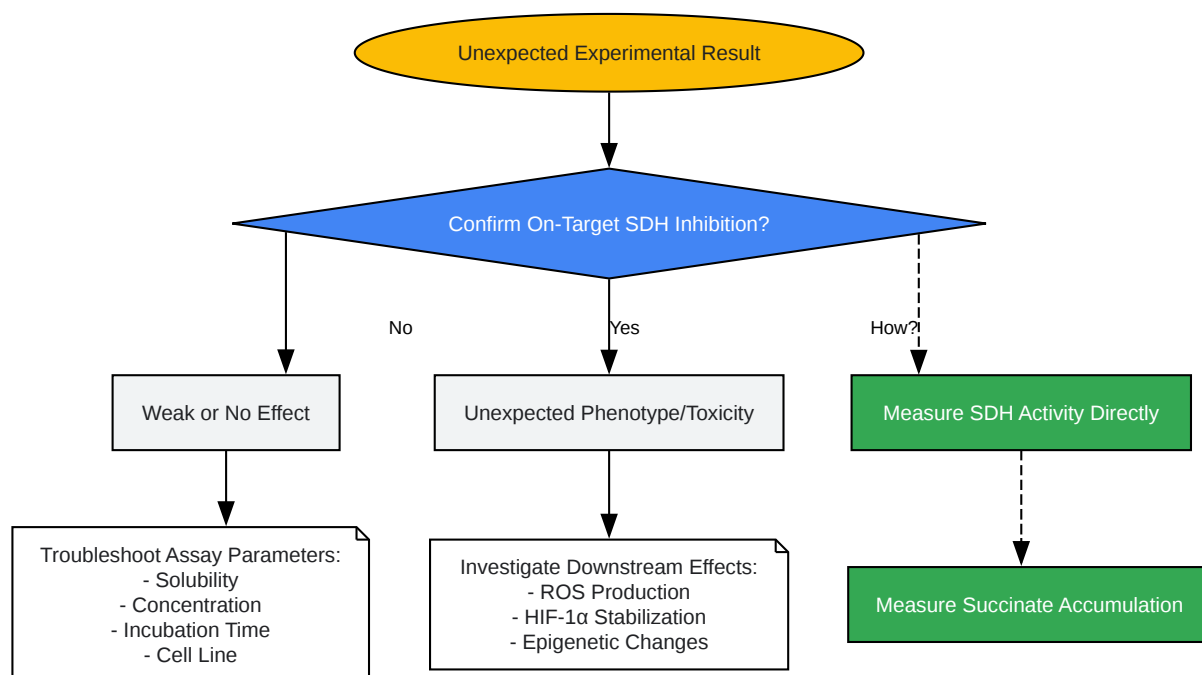 Unexpected Experimental Result
Confirm On-Target SDH Inhibition?
No
Yes
How?
Weak or No Effect
Unexpected Phenotype/Toxicity
Measure SDH Activity Directly
Troubleshoot Assay Parameters:
- Solubility
- Concentration
- Incubation Time
- Cell Line
Investigate Downstream Effects:
- ROS Production
- HIF-1α Stabilization
- Epigenetic Changes
Measure Succinate Accumulation